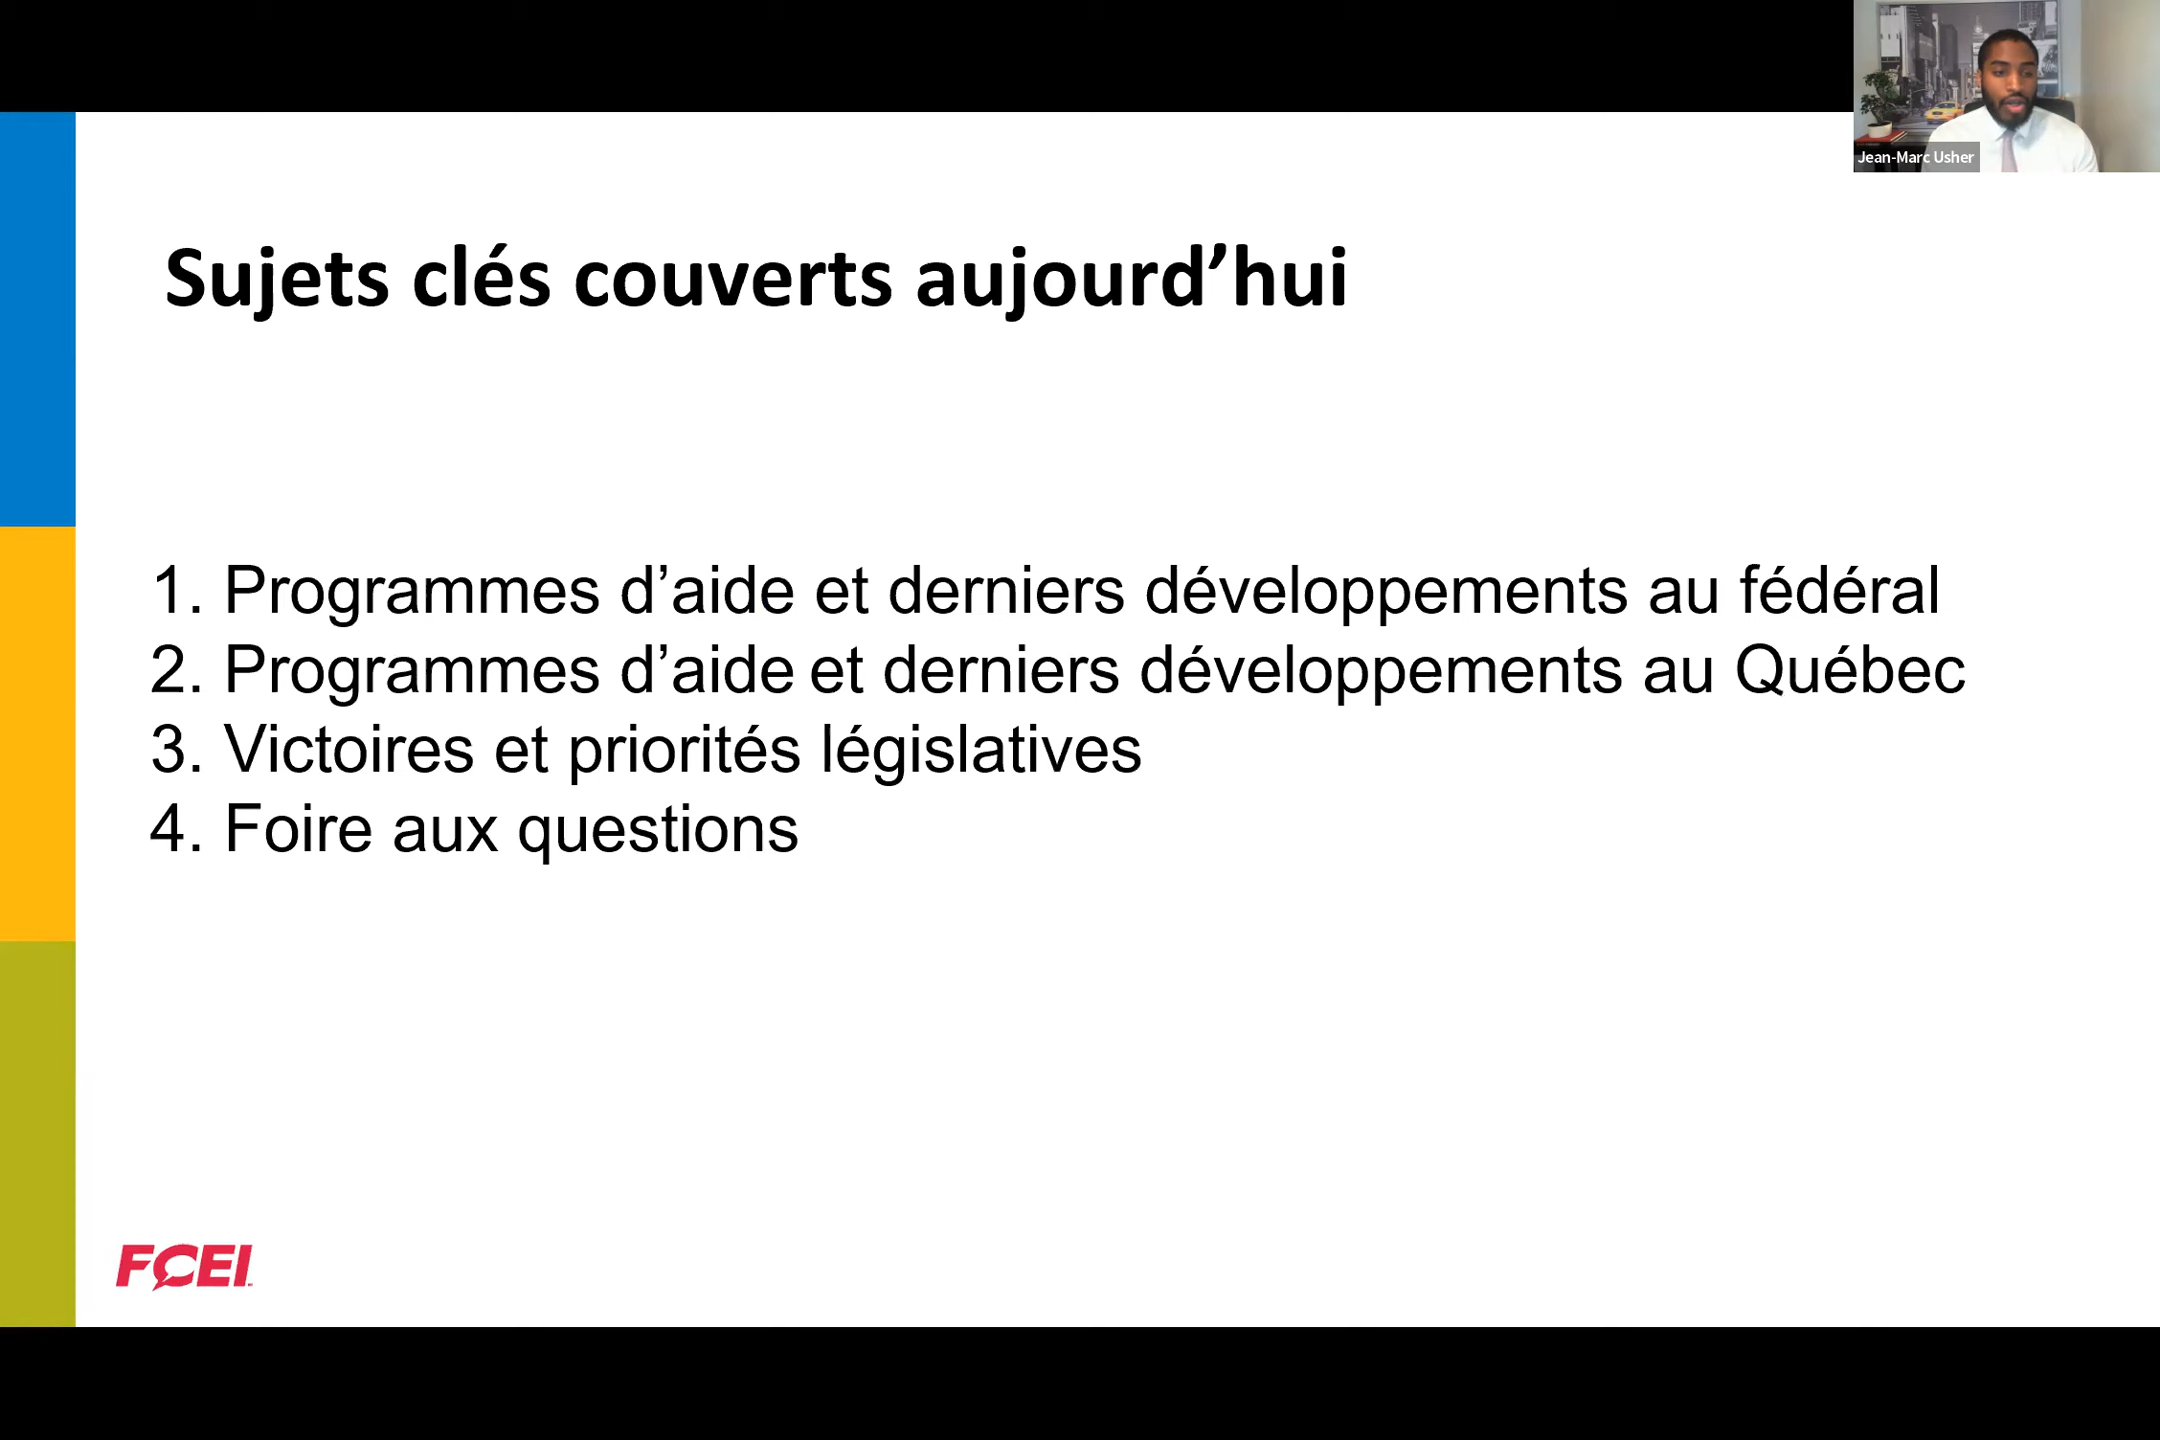 Jean-Marc Usher
Sujets clés couverts aujourd’hui
1. Programmes d’aide et derniers développements au fédéral
2. Programmes d’aide et derniers développements au Québec
3. Victoires et priorités législatives
4. Foire aux questions
FCEI